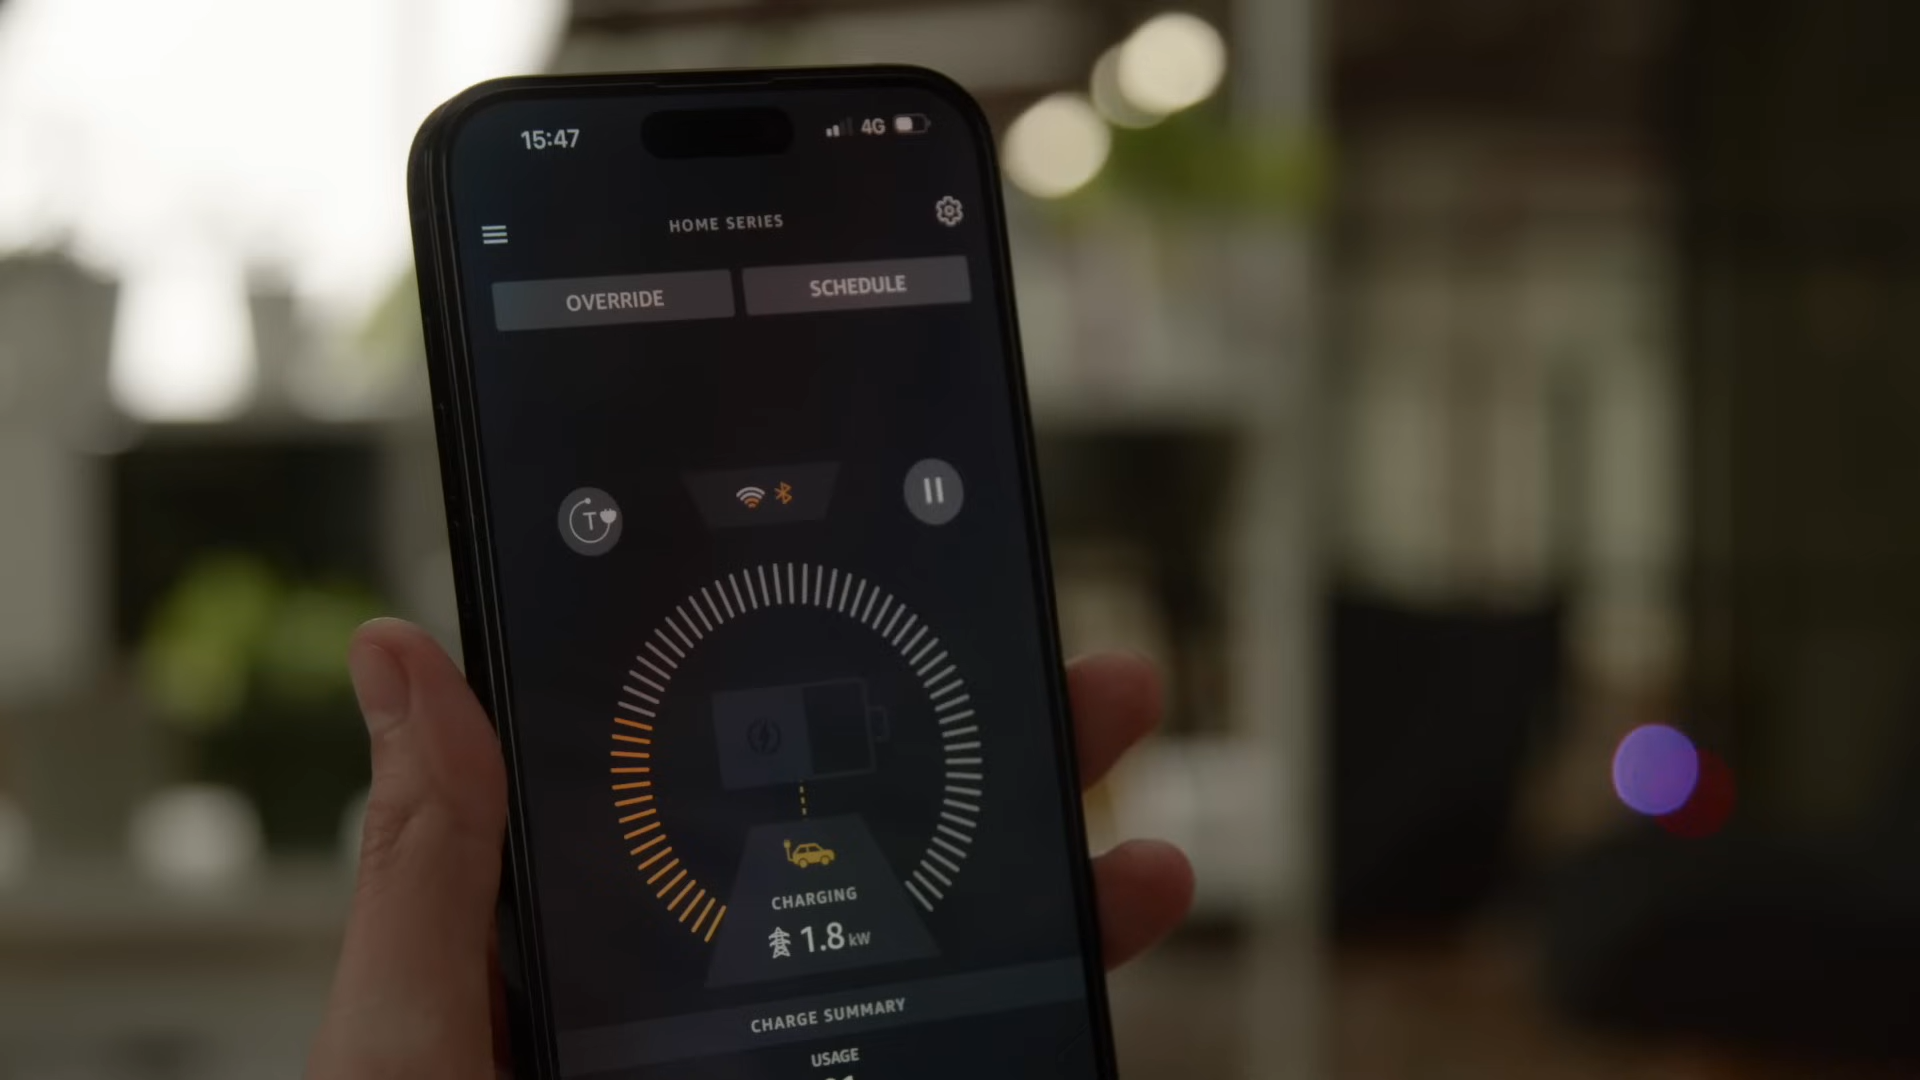 15:47 4G
HOME SERIES
OVERRIDE SCHEDULE
T
CHARGING
1.8 kW
CHARGE SUMMARY
USAGE